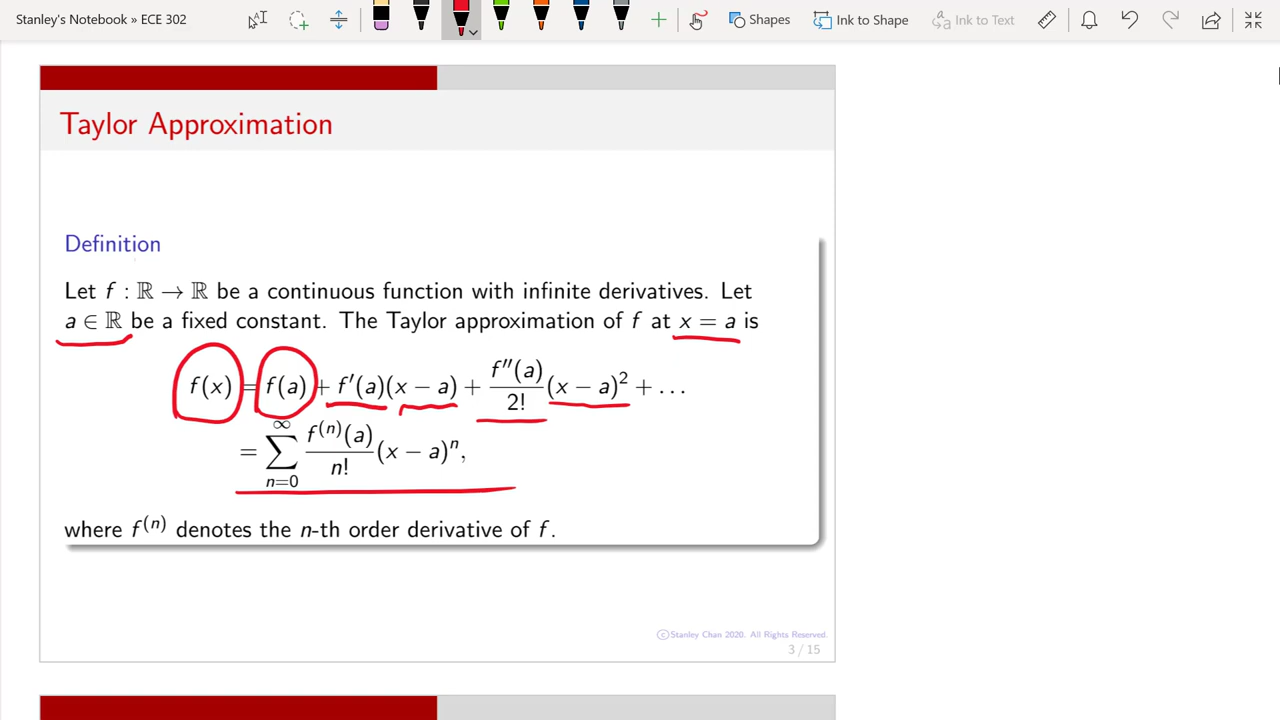 Stanley's Notebook » ECE 302
Shapes
Ink to Shape
Ink to Text
Taylor Approximation
Definition
Let f : ℝ → ℝ be a continuous function with infinite derivatives. Let
a ∈ ℝ be a fixed constant. The Taylor approximation of f at x = a is
f(x) = f(a) + f′(a)(x − a) + f″(a)/2! (x − a)² + …
= ∑_{n=0}^{∞} f⁽ⁿ⁾(a)/n! (x − a)ⁿ,
where f⁽ⁿ⁾ denotes the n-th order derivative of f.
©Stanley Chan 2020. All Rights Reserved.
3 / 15